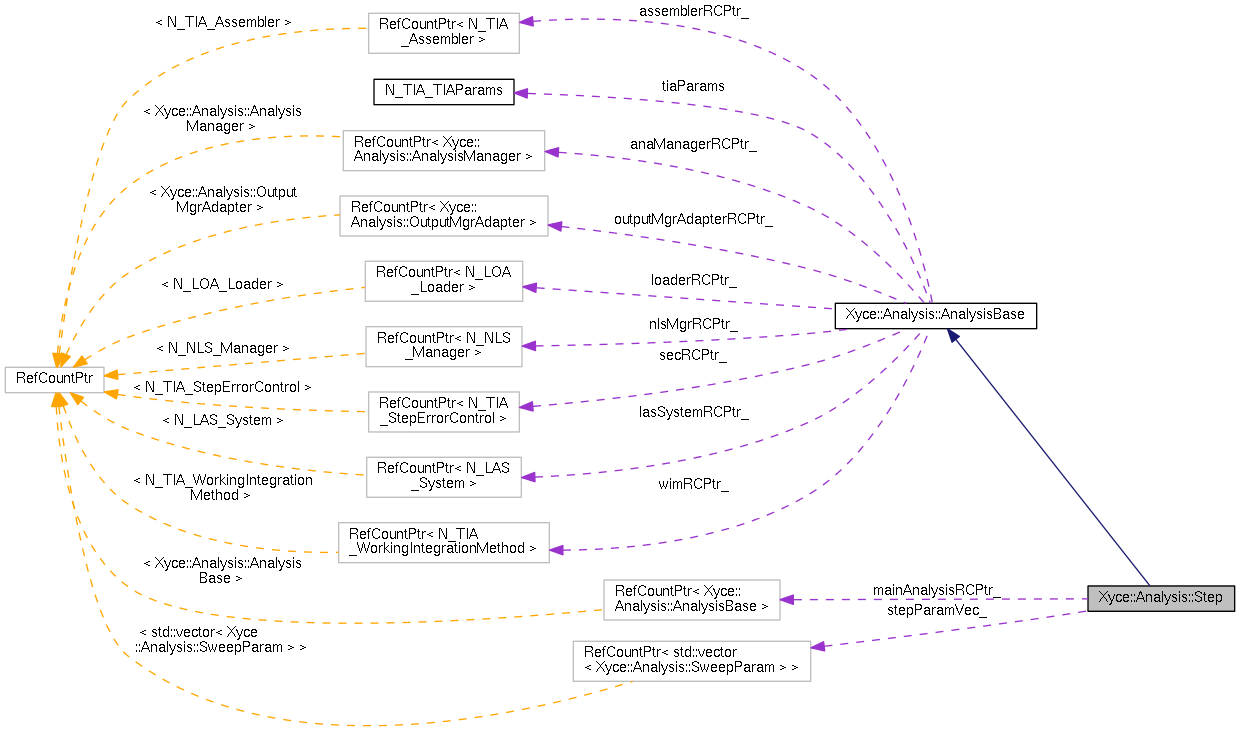 < N_TIA_Assembler >
RefCountPtr< N_TIA
_Assembler >
assemblerRCPtr_
N_TIA_TIAParams
tiaParams
< Xyce::Analysis::Analysis
Manager >
RefCountPtr< Xyce::
Analysis::AnalysisManager >
anaManagerRCPtr_
< Xyce::Analysis::Output
MgrAdapter >
RefCountPtr< Xyce::
Analysis::OutputMgrAdapter >
outputMgrAdapterRCPtr_
< N_LOA_Loader >
RefCountPtr< N_LOA
_Loader >
loaderRCPtr_
Xyce::Analysis::AnalysisBase
< N_NLS_Manager >
RefCountPtr< N_NLS
_Manager >
nlsMgrRCPtr_
RefCountPtr
< N_TIA_StepErrorControl >
RefCountPtr< N_TIA
_StepErrorControl >
secRCPtr_
< N_LAS_System >
RefCountPtr< N_LAS
_System >
lasSystemRCPtr_
< N_TIA_WorkingIntegration
Method >
RefCountPtr< N_TIA
_WorkingIntegrationMethod >
wimRCPtr_
< Xyce::Analysis::Analysis
Base >
RefCountPtr< Xyce::
Analysis::AnalysisBase >
mainAnalysisRCPtr_
Xyce::Analysis::Step
stepParamVec_
< std::vector< Xyce
::Analysis::SweepParam > >
RefCountPtr< std::vector
< Xyce::Analysis::SweepParam > >